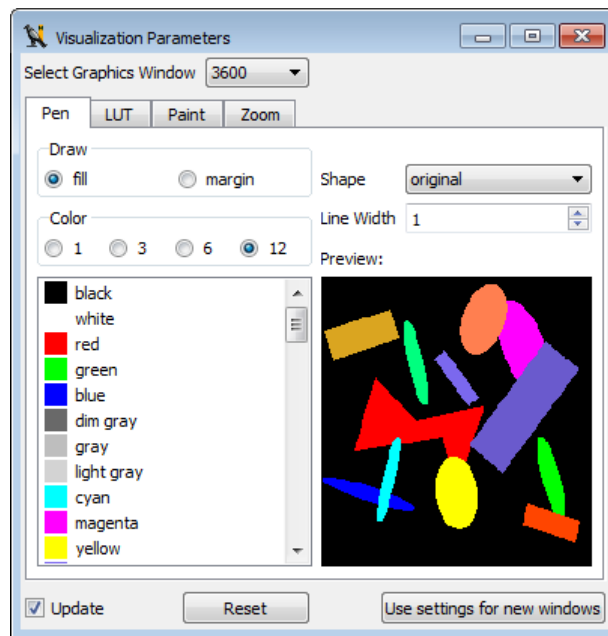 Visualization Parameters
Select Graphics Window 3600
Pen LUT Paint Zoom
Draw
fill margin
Shape original
Line Width 1
Color
1 3 6 12
Preview:
black
white
red
green
blue
dim gray
gray
light gray
cyan
magenta
yellow
Update Reset Use settings for new windows